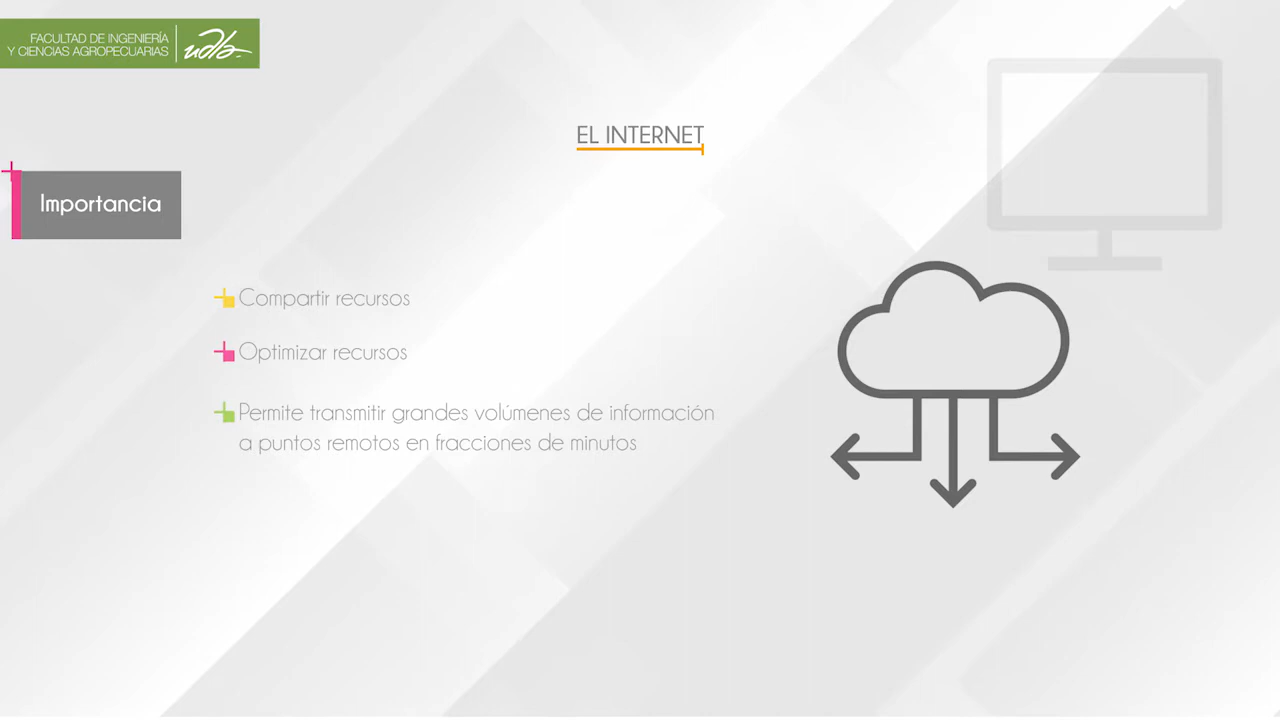 FACULTAD DE INGENIERÍA
Y CIENCIAS AGROPECUARIAS
udla
EL INTERNET
Importancia
Compartir recursos
Optimizar recursos
Permite transmitir grandes volúmenes de información
a puntos remotos en fracciones de minutos